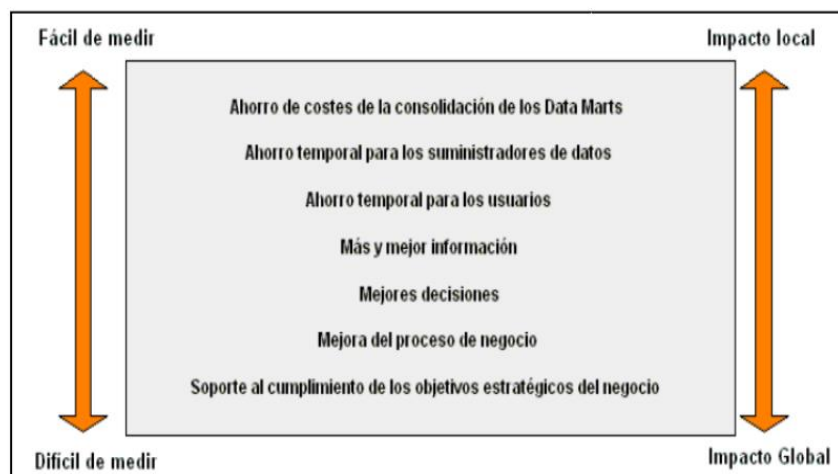 Fácil de medir
Impacto local
Ahorro de costes de la consolidación de los Data Marts
Ahorro temporal para los suministradores de datos
Ahorro temporal para los usuarios
Más y mejor información
Mejores decisiones
Mejora del proceso de negocio
Soporte al cumplimiento de los objetivos estratégicos del negocio
Difícil de medir
Impacto Global